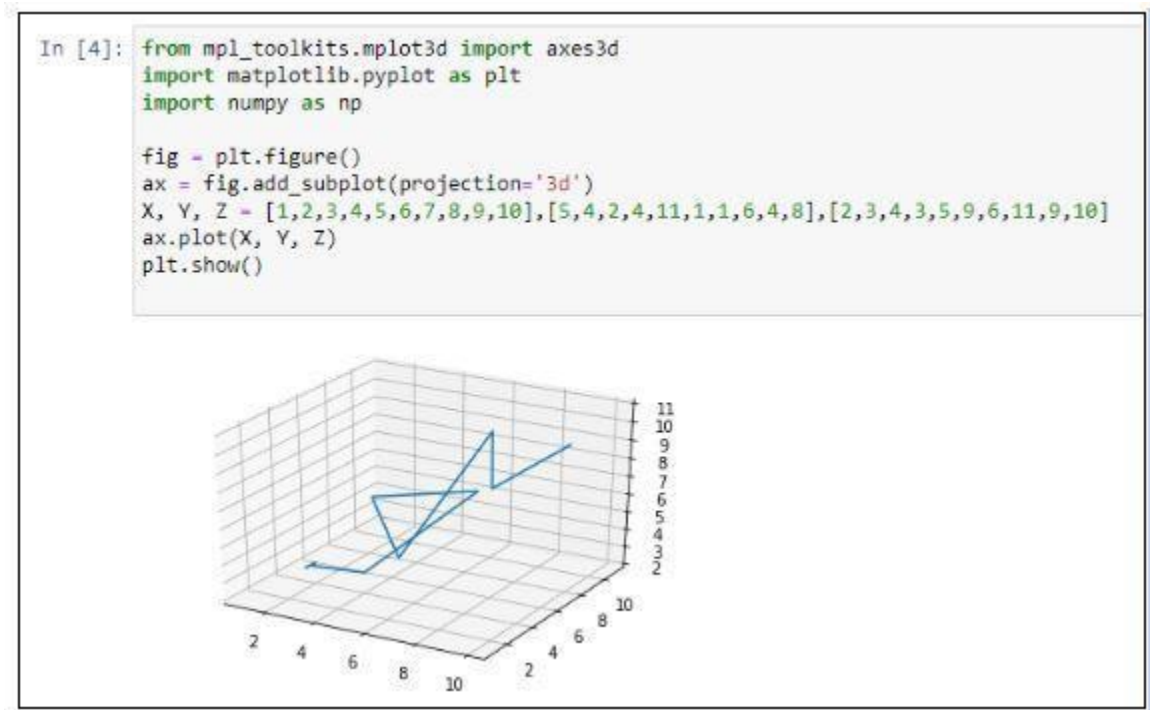 In [4]: from mpl_toolkits.mplot3d import axes3d
import matplotlib.pyplot as plt
import numpy as np
fig = plt.figure()
ax = fig.add_subplot(projection='3d')
X, Y, Z = [1,2,3,4,5,6,7,8,9,10],[5,4,2,4,11,1,1,6,4,8],[2,3,4,3,5,9,6,11,9,10]
ax.plot(X, Y, Z)
plt.show()
11
10
9
8
7
6
5
4
3
2
2 4 6 8 10
2 4 6 8 10